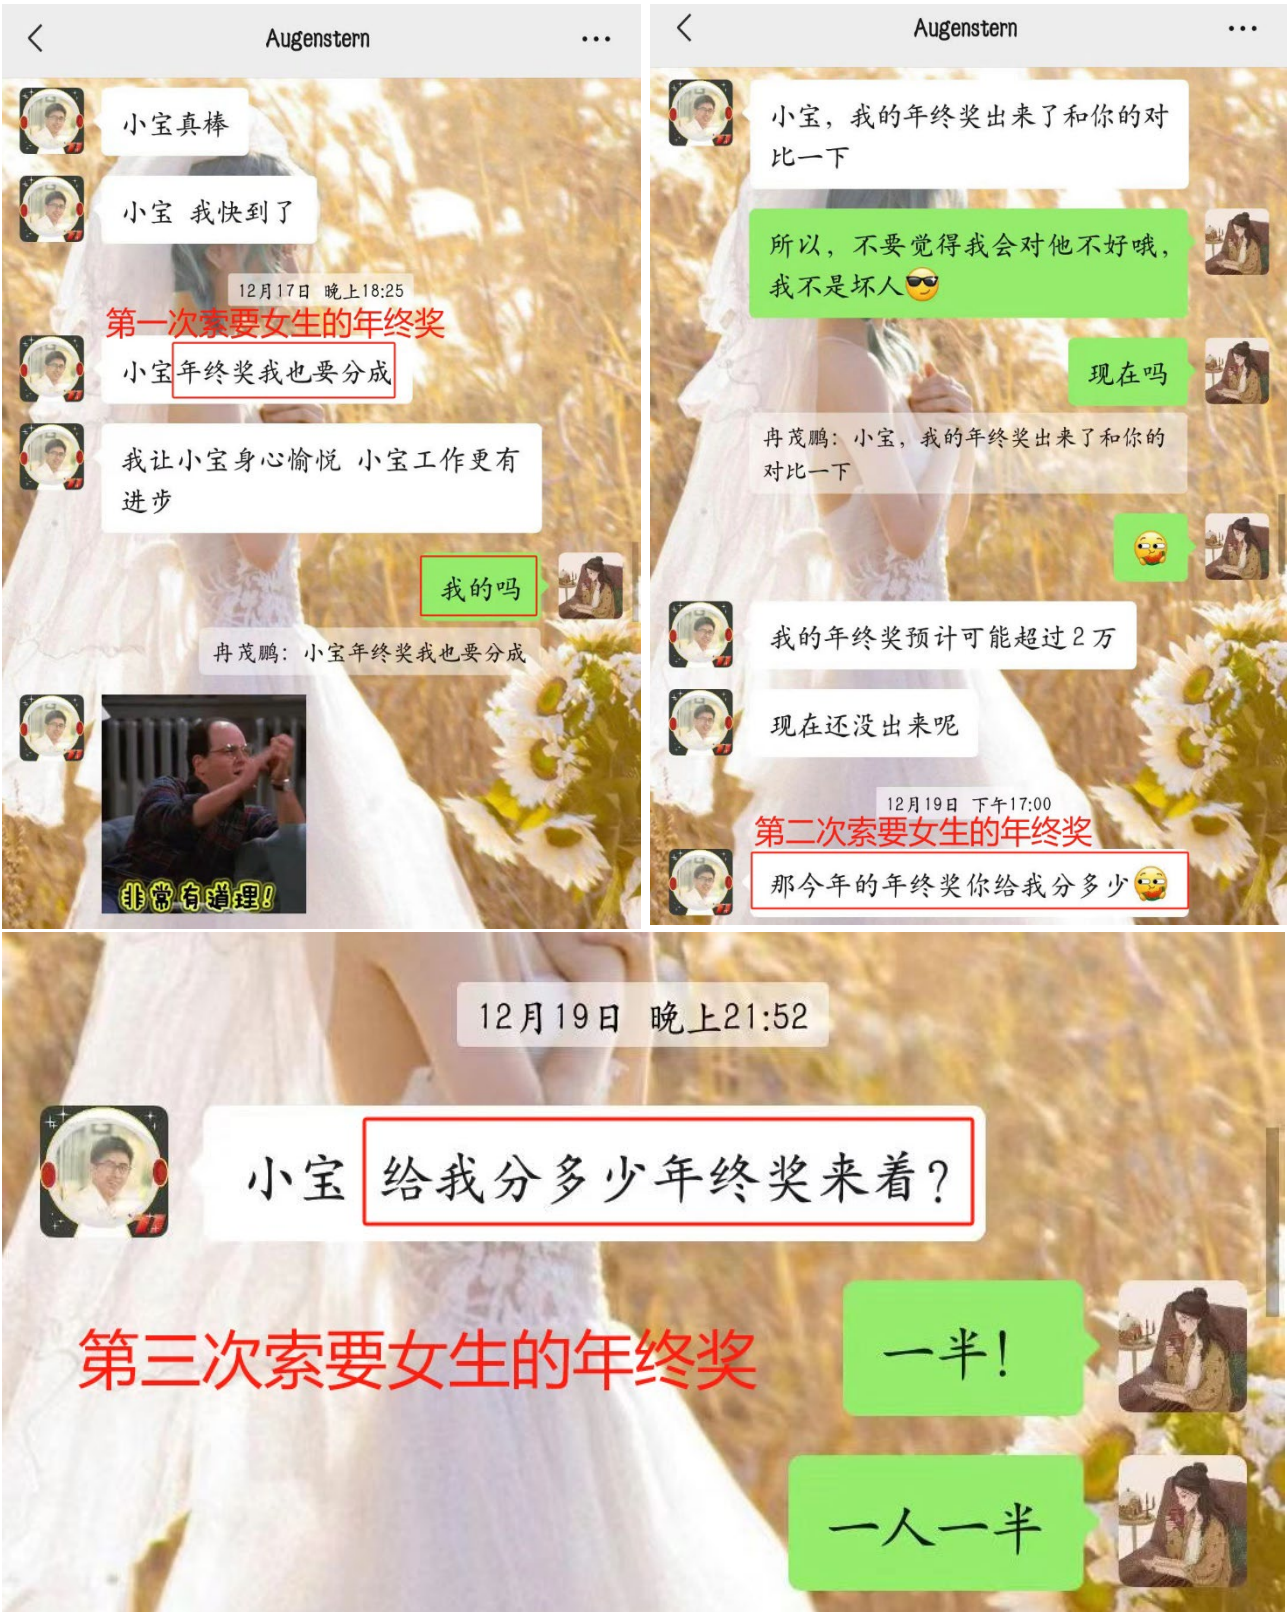 Augenstern
小宝真棒
小宝 我快到了
12月17日 晚上18:25
第一次索要女生的年终奖
小宝年终奖我也要分成
我让小宝身心愉悦 小宝工作更有
进步
我的吗
冉茂鹏：小宝年终奖我也要分成
非常有道理！
Augenstern
小宝，我的年终奖出来了和你的对
比一下
所以，不要觉得我会对他不好哦，
我不是坏人😎
现在吗
冉茂鹏：小宝，我的年终奖出来了和你的
对比一下
我的年终奖预计可能超过2万
现在还没出来呢
12月19日 下午17:00
第二次索要女生的年终奖
那今年的年终奖你给我分多少
12月19日 晚上21:52
小宝 给我分多少年终奖来着？
第三次索要女生的年终奖
一半！
一人一半